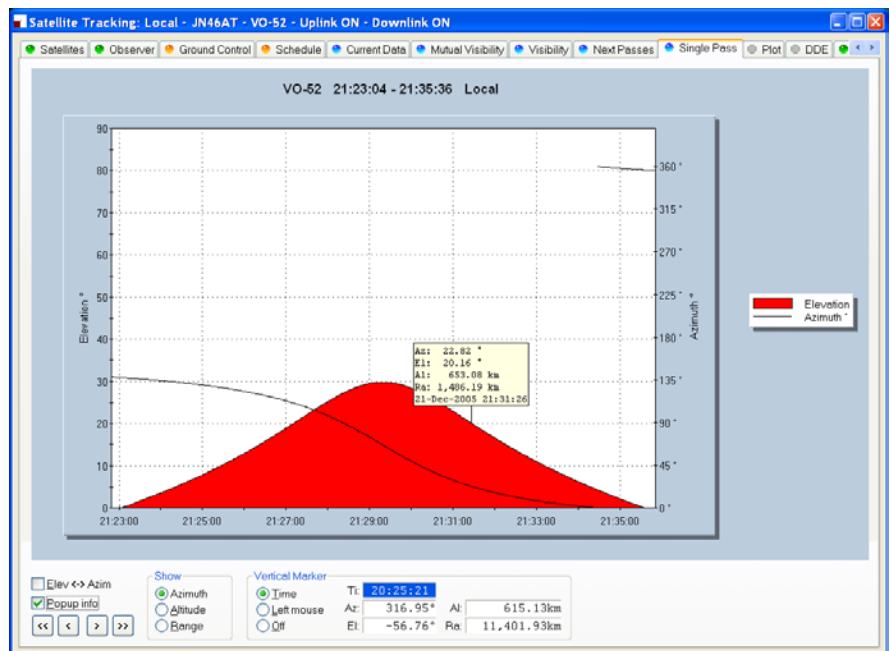 Satellite Tracking: Local - JN46AT - VO-52 - Uplink ON - Downlink ON
Satellites Observer Ground Control Schedule Current Data Mutual Visibility Visibility Next Passes Single Pass Plot DDE
VO-52 21:23:04 - 21:35:36 Local
90
80
70
60
50
40
30
20
10
0
Elevation °
21:23:00 21:25:00 21:27:00 21:29:00 21:31:00 21:33:00 21:35:00
360 °
315 °
270 °
225 °
180 °
135 °
90 °
45 °
0 °
Azimuth °
Az: 22.82 °
El: 20.16 °
Al: 653.08 km
Ra: 1,486.19 km
21-Dec-2005 21:31:26
Elevation
Azimuth °
Elev <-> Azim
Popup info
<< < > >>
Show
Azimuth
Altitude
Range
Vertical Marker
Time
Left mouse
Off
Ti: 20:25:21
Az: 316.95° Al: 615.13km
El: -56.76° Ra: 11,401.93km